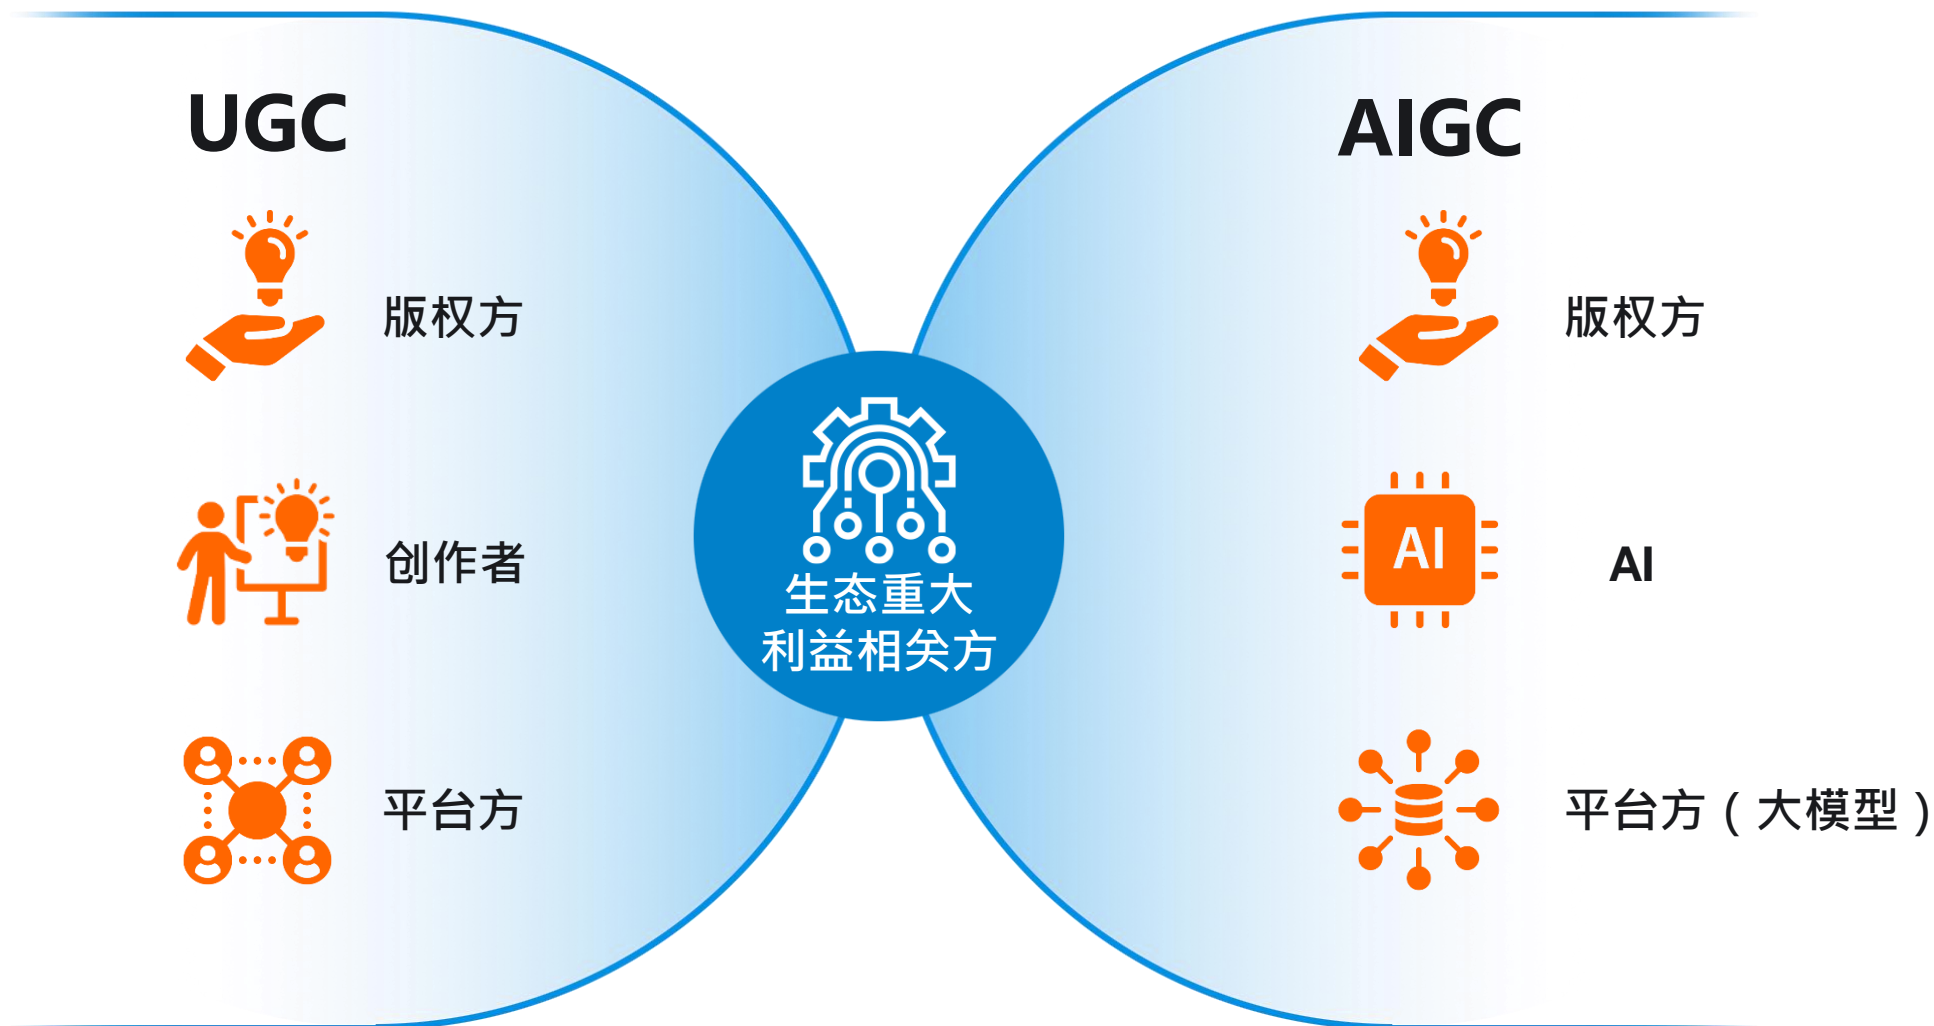 UGC
版权方
创作者
平台方
生态重大
利益相关方
AIGC
版权方
AI
AI
平台方（大模型）